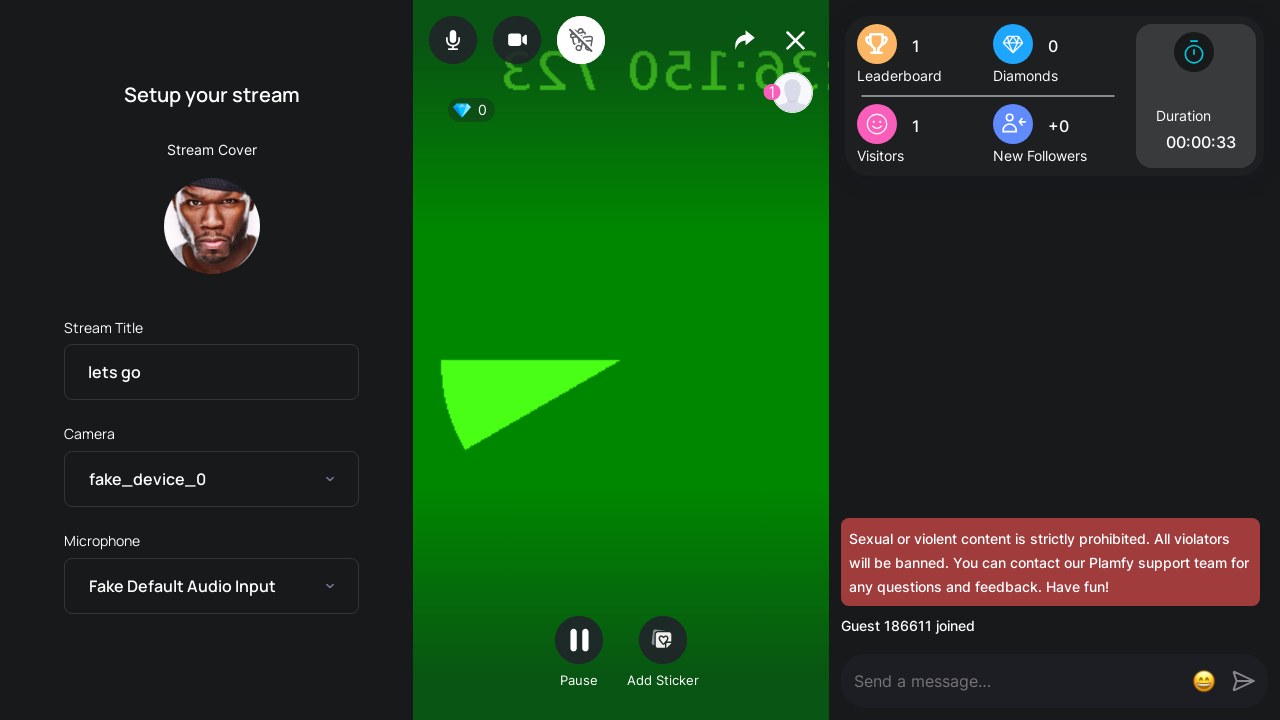 Setup your stream
Stream Cover
Stream Title
lets go
Camera
fake_device_0
Microphone
Fake Default Audio Input
0
1
Pause
Add Sticker
1
Leaderboard
0
Diamonds
1
Visitors
+0
New Followers
Duration
00:00:33
Sexual or violent content is strictly prohibited. All violators
will be banned. You can contact our Plamfy support team for
any questions and feedback. Have fun!
Guest 186611 joined
Send a message...